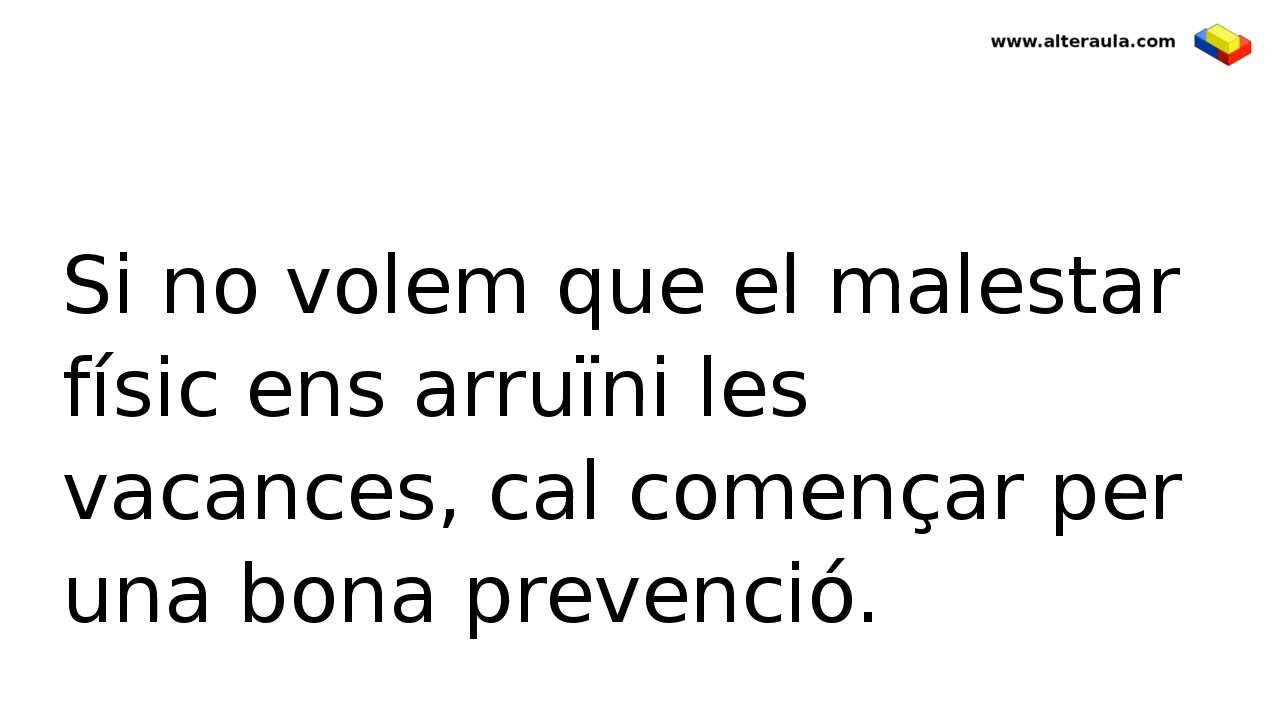 www.alteraula.com
Si no volem que el malestar
físic ens arruïni les
vacances, cal començar per
una bona prevenció.